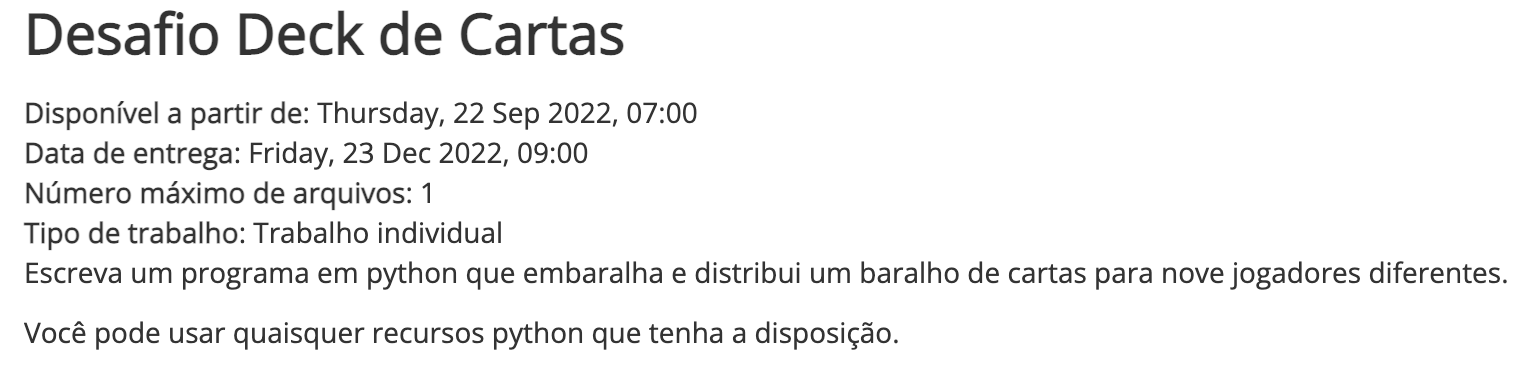 Desafio Deck de Cartas
Disponível a partir de: Thursday, 22 Sep 2022, 07:00
Data de entrega: Friday, 23 Dec 2022, 09:00
Número máximo de arquivos: 1
Tipo de trabalho: Trabalho individual
Escreva um programa em python que embaralha e distribui um baralho de cartas para nove jogadores diferentes.
Você pode usar quaisquer recursos python que tenha a disposição.